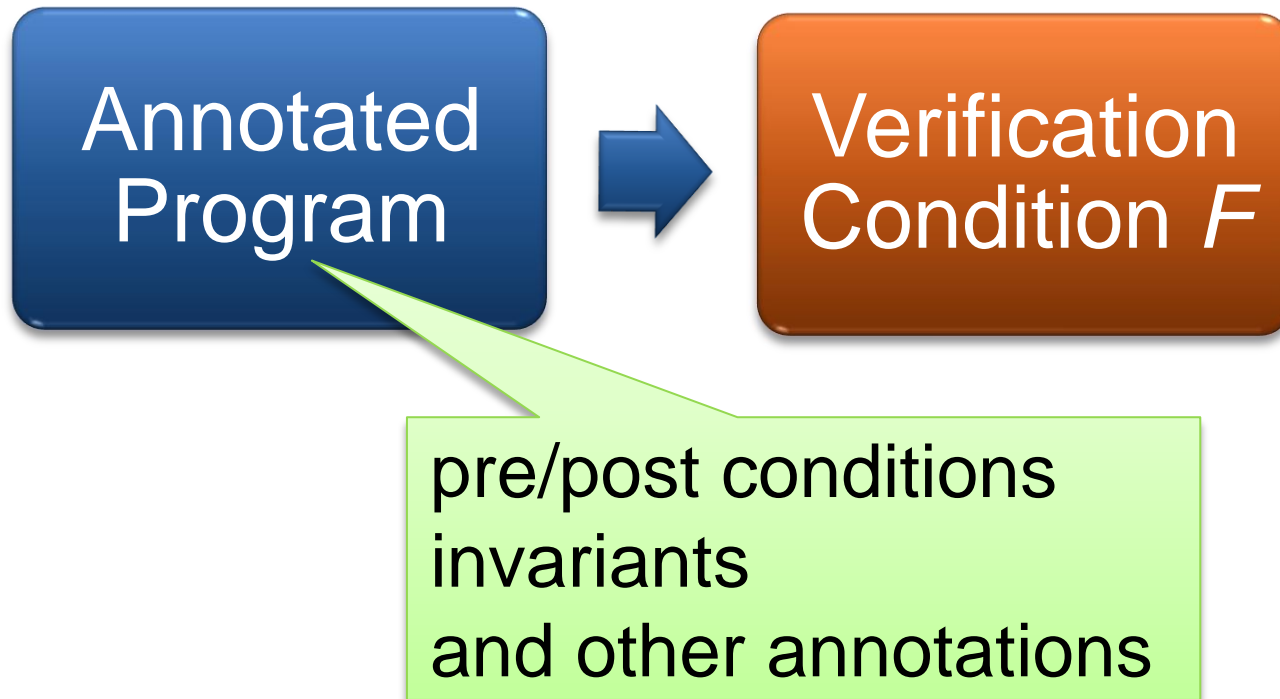 Annotated
Program
Verification
Condition F
pre/post conditions
invariants
and other annotations